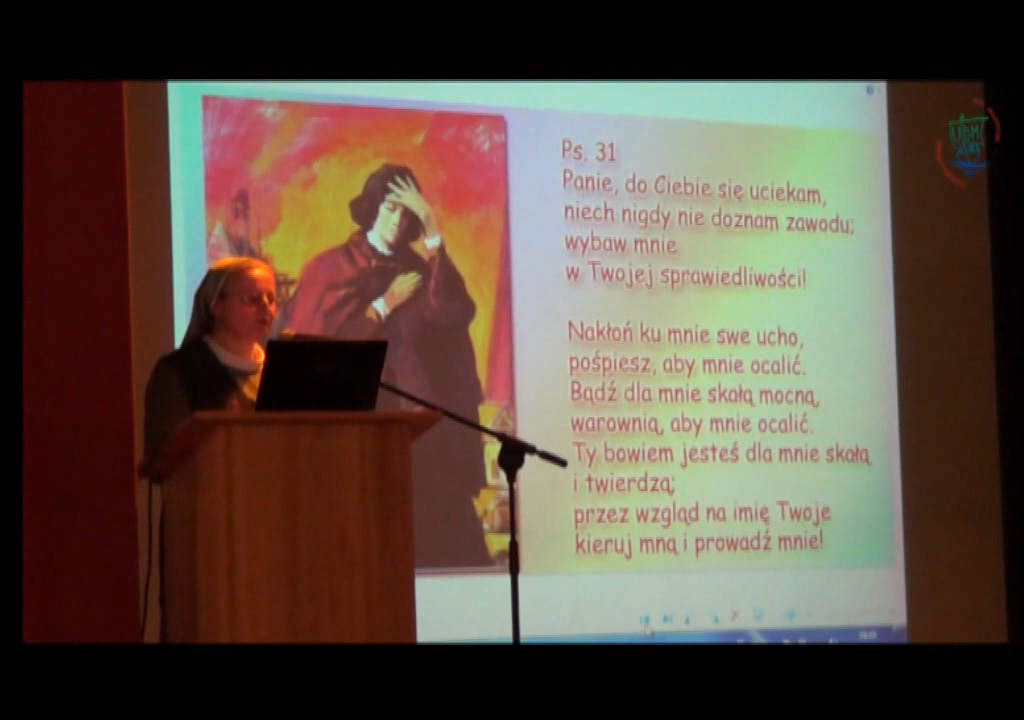 Ps. 31
Panie, do Ciebie się uciekam,
niech nigdy nie doznam zawodu;
wybaw mnie
w Twojej sprawiedliwości!
Nakłoń ku mnie swe ucho,
pośpiesz, aby mnie ocalić.
Bądź dla mnie skałą mocną,
warownią, aby mnie ocalić.
Ty bowiem jesteś dla mnie skałą
i twierdzą;
przez wzgląd na imię Twoje
kieruj mną i prowadź mnie!